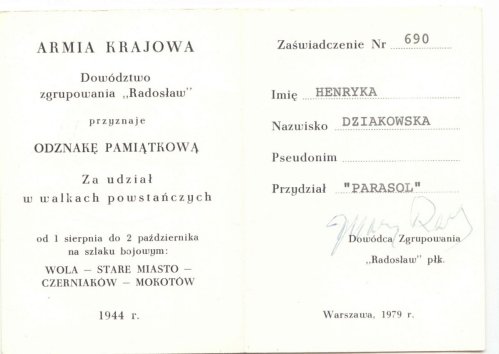 ARMIA KRAJOWA
Dowództwo
zgrupowania „Radosław”
przyznaje
ODZNAKĘ PAMIĄTKOWĄ
Za udział
w walkach powstańczych
od 1 sierpnia do 2 października
na szlaku bojowym:
WOLA — STARE MIASTO —
CZERNIAKÓW — MOKOTÓW
1944 r.
Zaświadczenie Nr 690
Imię HENRYKA
Nazwisko DZIAKOWSKA
Pseudonim
Przydział "PARASOL"
Dowódca Zgrupowania
„Radosław” płk.
Warszawa, 1979 r.